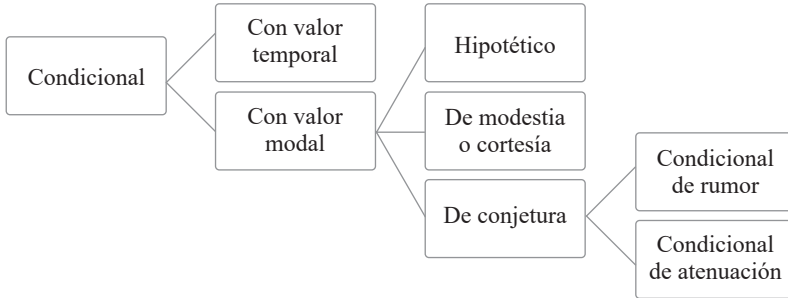 Condicional
Con valor
temporal
Con valor
modal
Hipotético
De modestia
o cortesía
De conjetura
Condicional
de rumor
Condicional
de atenuación